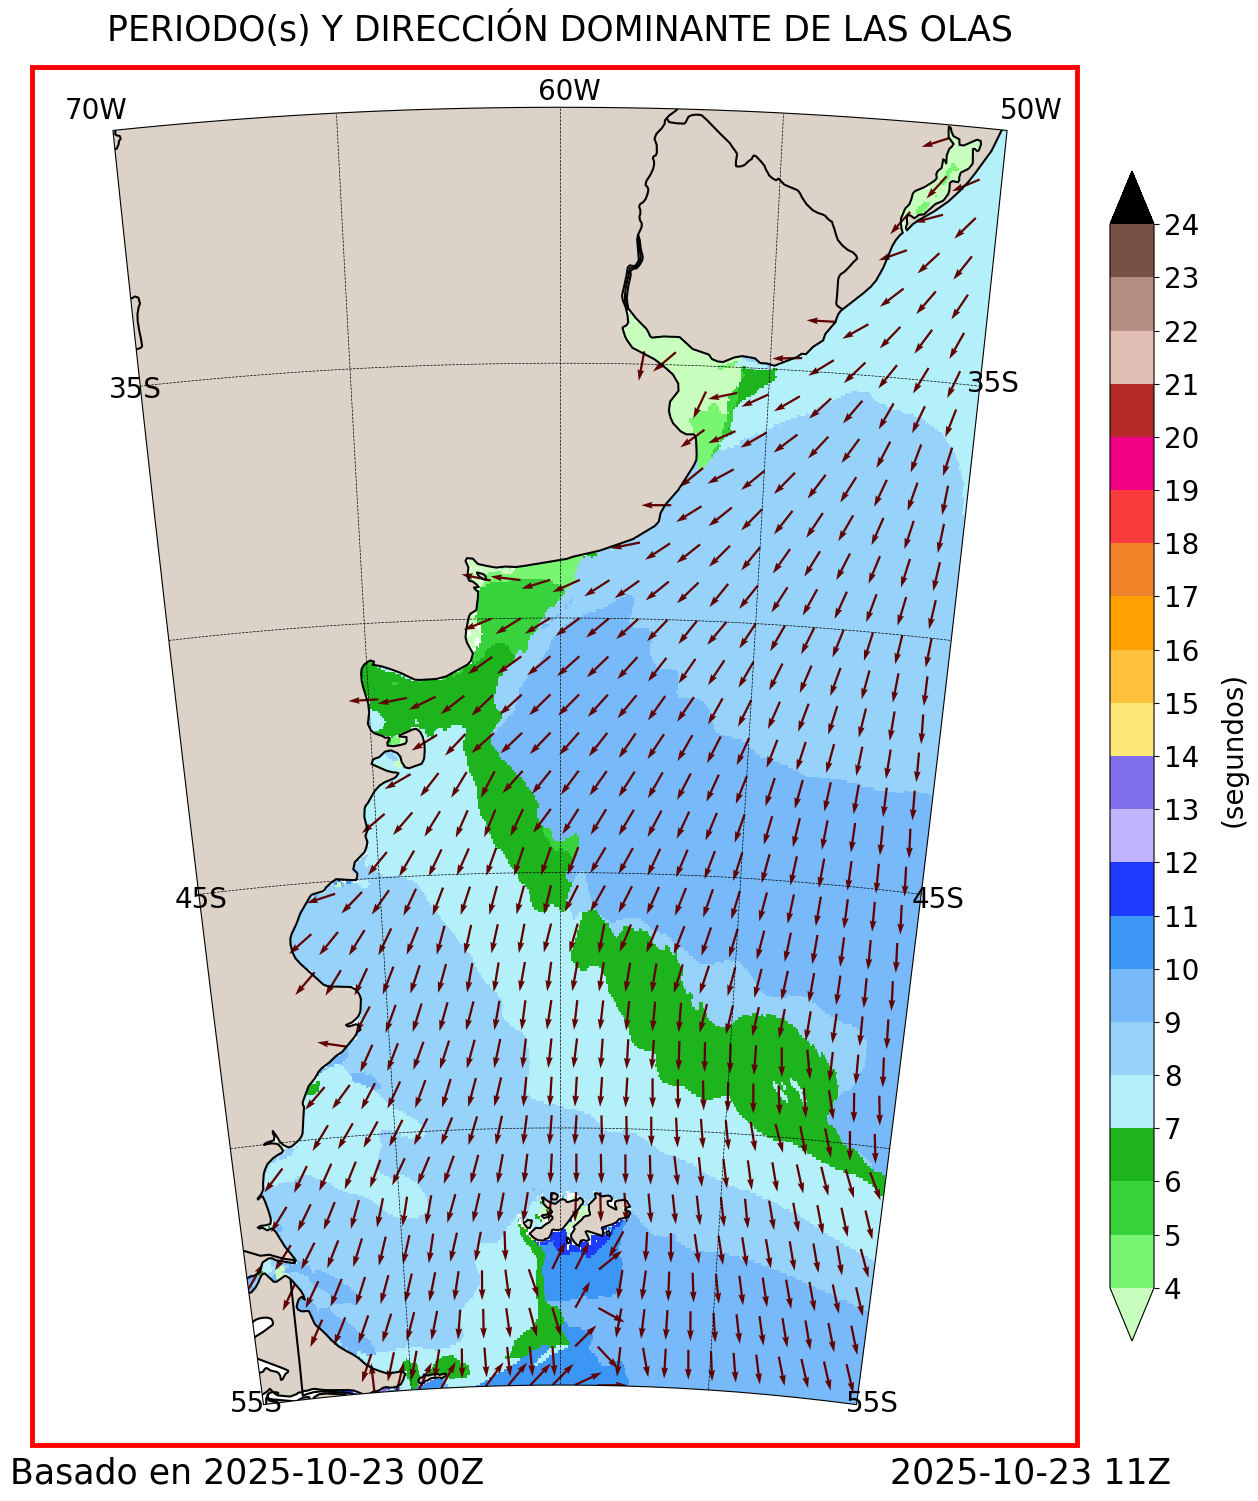 PERIODO(s) Y DIRECCIÓN DOMINANTE DE LAS OLAS
70W
60W
50W
35S
35S
45S
45S
55S
55S
24
23
22
21
20
19
18
17
16
15
14
13
12
11
10
9
8
7
6
5
4
(segundos)
Basado en 2025-10-23 00Z
2025-10-23 11Z